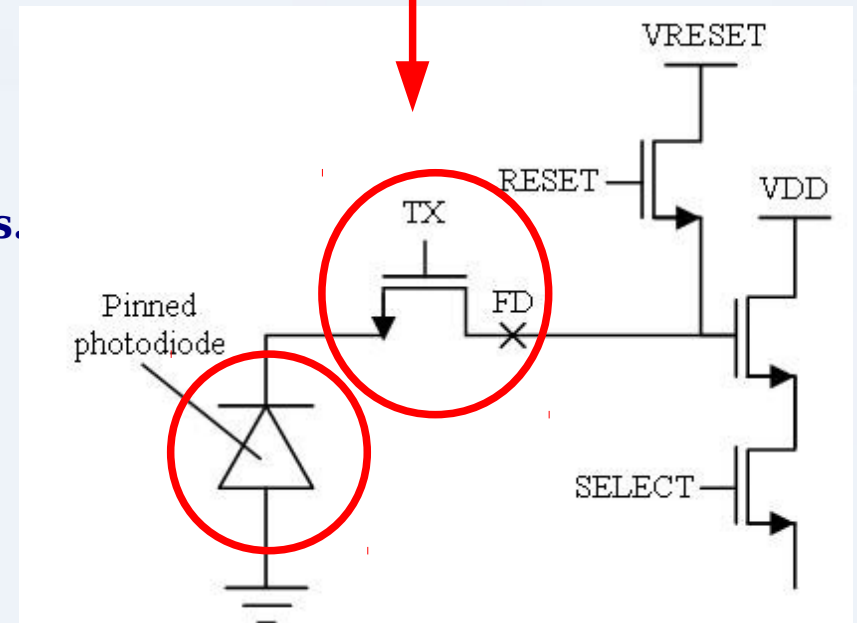 VRESET
RESET
VDD
s.
TX
FD
Pinned
photodiode
SELECT